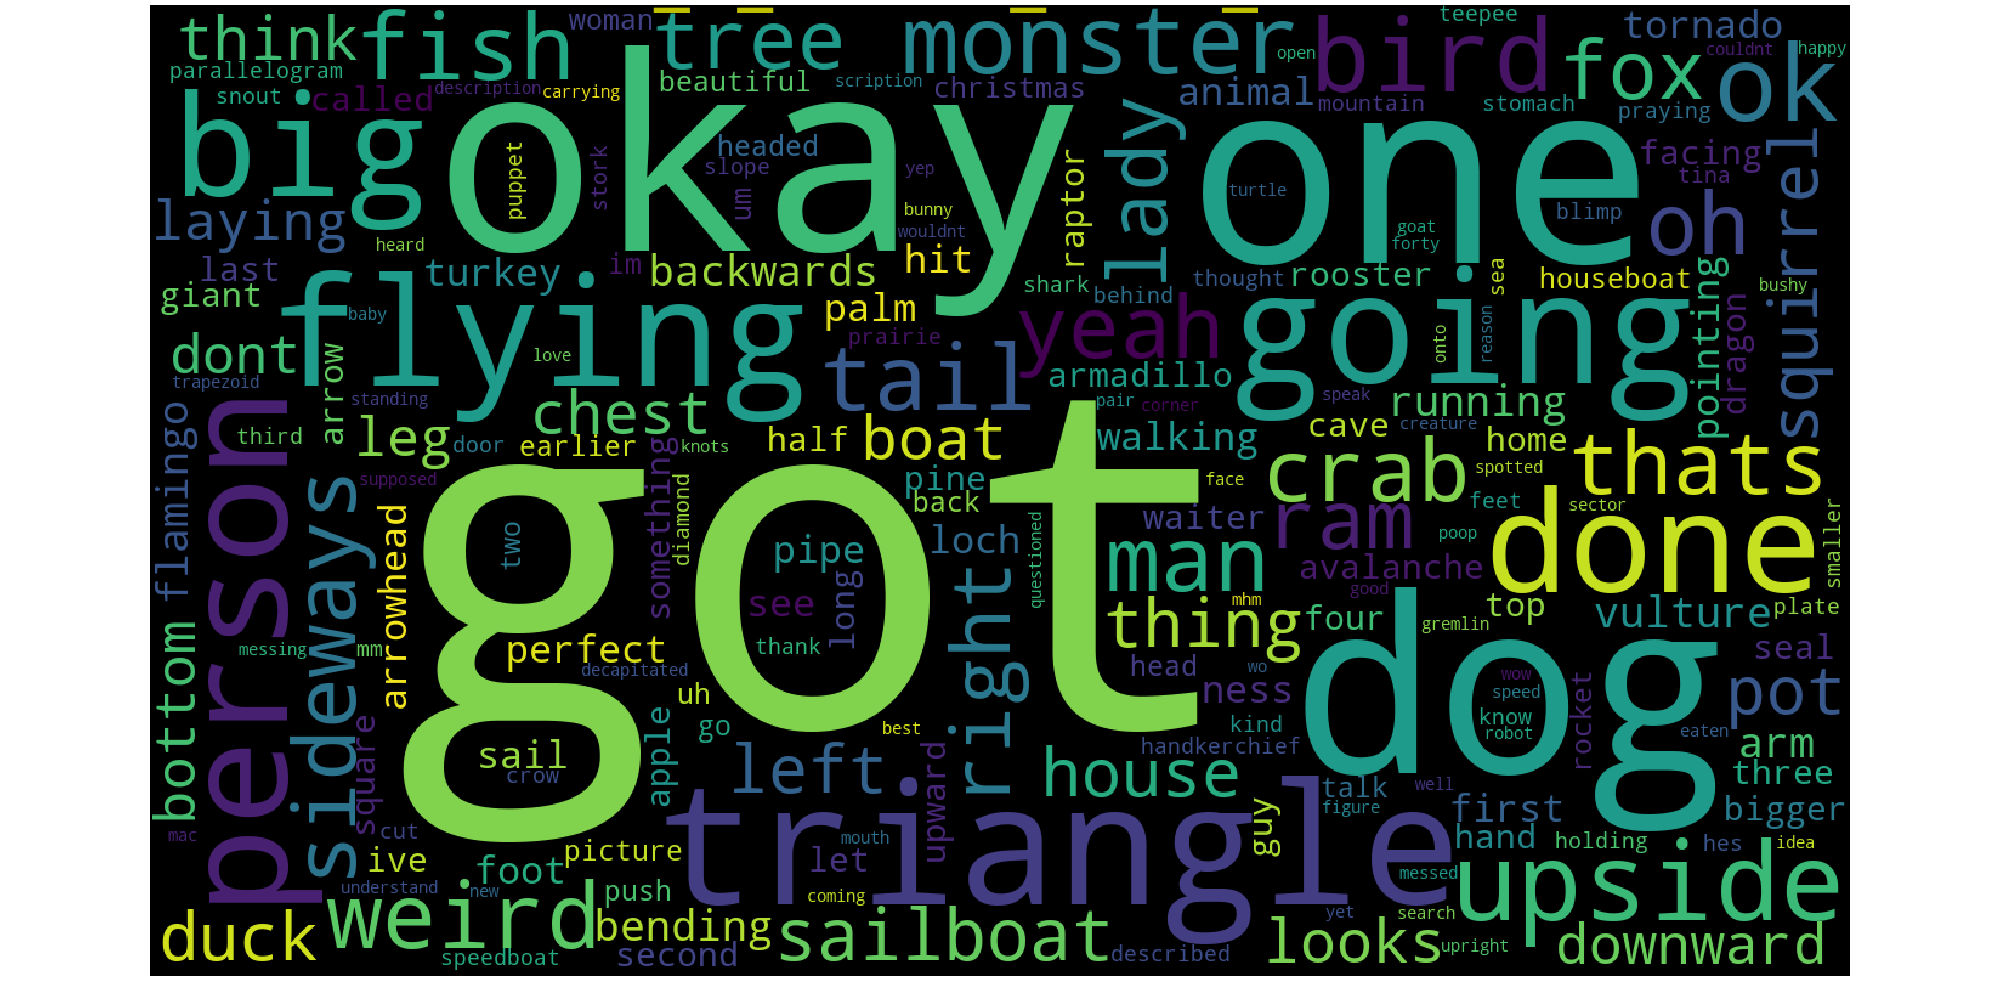 think
fish
woman
tree
monster
teepee
tornado
open
bird
couldnt
happy
parallelogram
snout
called
description
carrying
beautiful
scription
christmas
animal
mountain
stomach
fox
praying
ok
big
okay
one
puppet
stork
headed
slope
um
yep
raptor
lady
turtle
facing
tina
squirrel
laying
heard
last
im
bunny
wouldnt
hit
goat
forty
blimp
oh
giant
turkey
backwards
shark
behind
thought
rooster
sea
houseboat
bushy
flying
baby
love
palm
prairie
yeah
going
onto
reason
pointing
dragon
dont
arrow
tail
armadillo
trapezoid
standing
chest
pair
corner
speak
running
person
flamingo
third
leg
door
earlier
something
knots
half
boat
walking
cave
creature
home
thats
sideways
supposed
got
diamond
pine
back
face
crab
spotted
feet
sector
done
smaller
arrowhead
two
pipe
loch
questioned
waiter
man
ram
poop
avalanche
good
bottom
see
long
right
thing
mhm
four
gremlin
top
vulture
plate
messing
mm
perfect
thank
decapitated
uh
head
wo
ness
dog
wow
speed
know
robot
seal
pot
rocket
eaten
square
sail
crow
apple
go
best
left
upward
house
kind
handkerchief
arm
three
talk
figure
well
first
bigger
mac
cut
ive
foot
picture
triangle
mouth
let
guy
hand
holding
hes
idea
understand
new
push
coming
messed
upside
duck
weird
bending
speedboat
second
sailboat
described
looks
yet
search
upright
downward